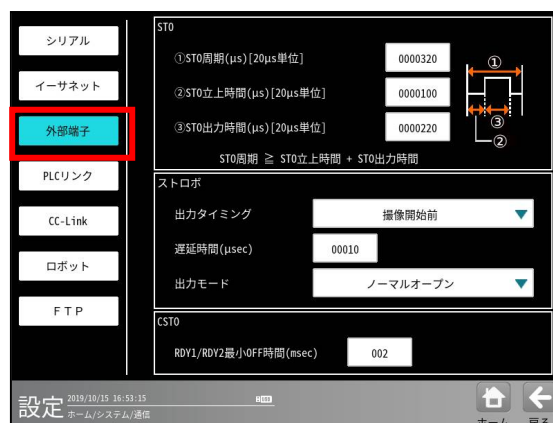 シリアル
イーサネット
外部端子
PLCリンク
CC-Link
ロボット
ＦＴＰ
STO
①STO周期(μs)[20μs単位]
0000320
②STO立上時間(μs)[20μs単位]
0000100
③STO出力時間(μs)[20μs単位]
0000220
①
③
②
STO周期 ≧ STO立上時間 + STO出力時間
ストロボ
出力タイミング
撮像開始前
遅延時間(μsec)
00010
出力モード
ノーマルオープン
CSTO
RDY1/RDY2最小OFF時間(msec)
002
設定
2019/10/15 16:53:15
ホーム/システム/通信
ホーム
戻る